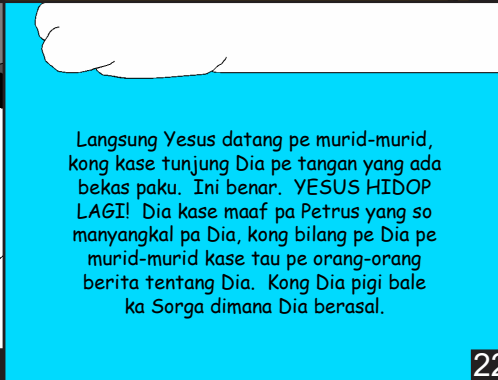 Langsung Yesus datang pe murid-murid,
kong kase tunjung Dia pe tangan yang ada
bekas paku.  Ini benar.  YESUS HIDOP
LAGI!  Dia kase maaf pa Petrus yang so
manyangkal pa Dia, kong bilang pe Dia pe
murid-murid kase tau pe orang-orang
berita tentang Dia.  Kong Dia pigi bale
ka Sorga dimana Dia berasal.
22